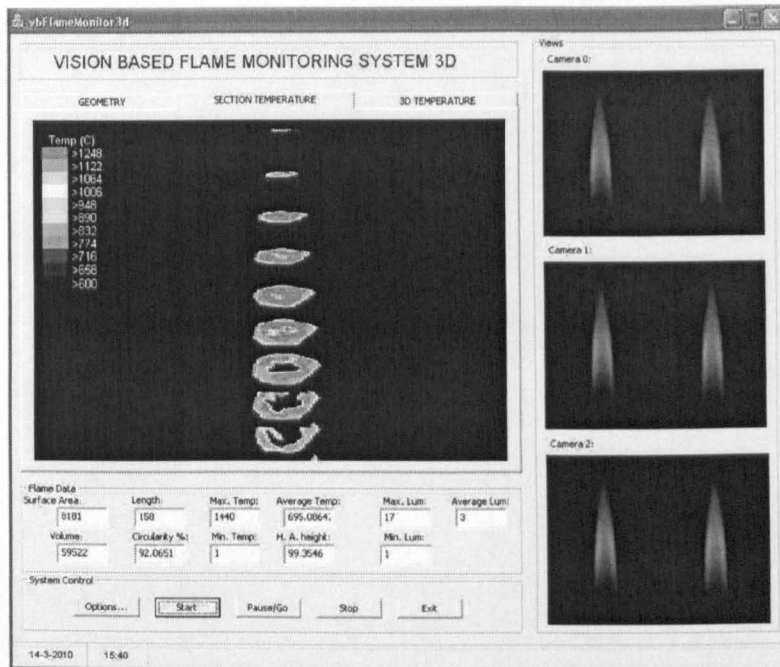 vbFlameMonitor3d
VISION BASED FLAME MONITORING SYSTEM 3D
GEOMETRY
SECTION TEMPERATURE
3D TEMPERATURE
Temp (C)
>1248
>1122
>1064
>1006
>948
>890
>832
>774
>716
>658
>600
Views
Camera 0:
Camera 1:
Camera 2:
Flame Data
Surface Area: Length: Max. Temp: Average Temp: Max. Lum: Average Lum:
8181 158 1440 695.0864: 17 3
Volume: Circularity %: Min. Temp: H. A. height: Min. Lum:
59522 92.0651 1 99.3546 1
System Control
Options... Start Pause/Go Stop Exit
14-3-2010 15:40